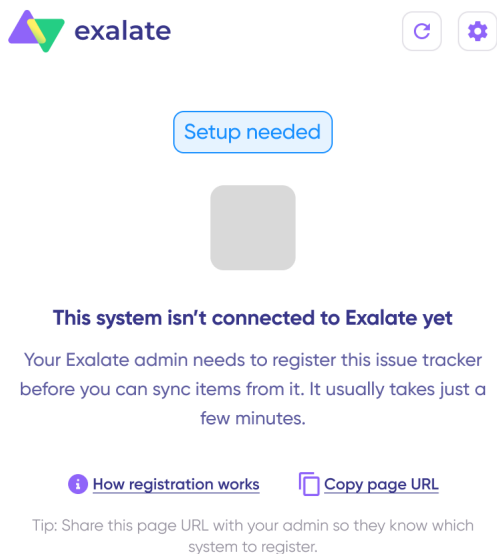 exalate
Setup needed
This system isn’t connected to Exalate yet
Your Exalate admin needs to register this issue tracker
before you can sync items from it. It usually takes just a
few minutes.
How registration works
Copy page URL
Tip: Share this page URL with your admin so they know which
system to register.